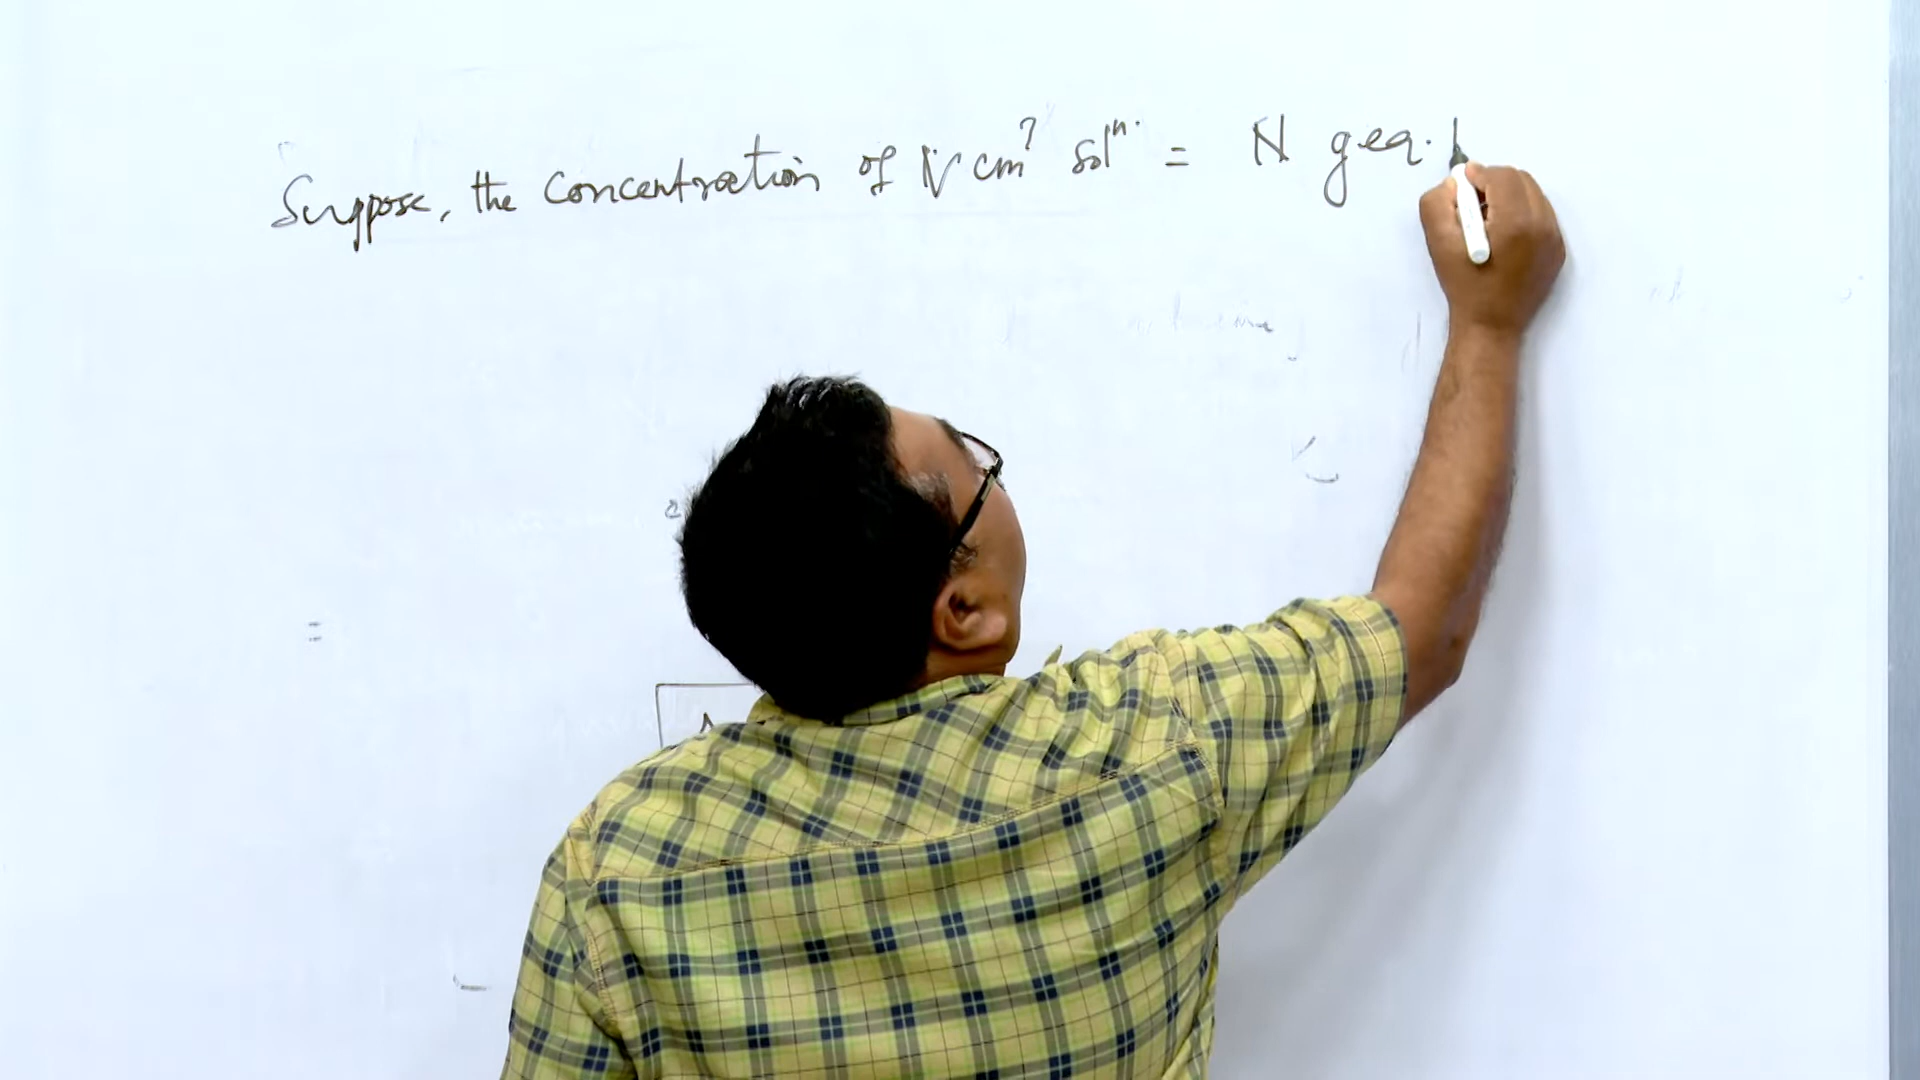 Suppose, the concentration of V cm³ solⁿ. = N g.eq. L